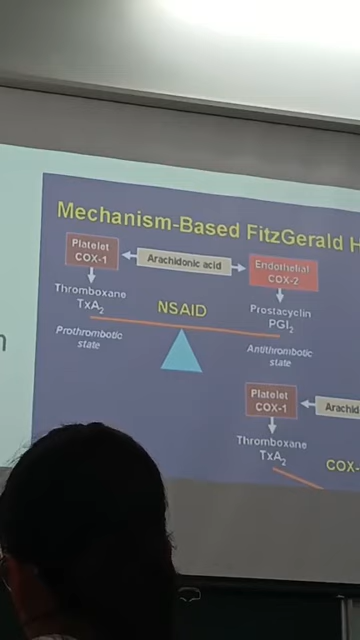 Mechanism-Based FitzGerald H
Platelet
COX-1
Arachidonic acid
Endothelial
COX-2
Thromboxane
TxA2
NSAID
Prostacyclin
PGI2
Prothrombotic
state
Antithrombotic
state
n
Platelet
COX-1
Arachid
Thromboxane
TxA2
COX-